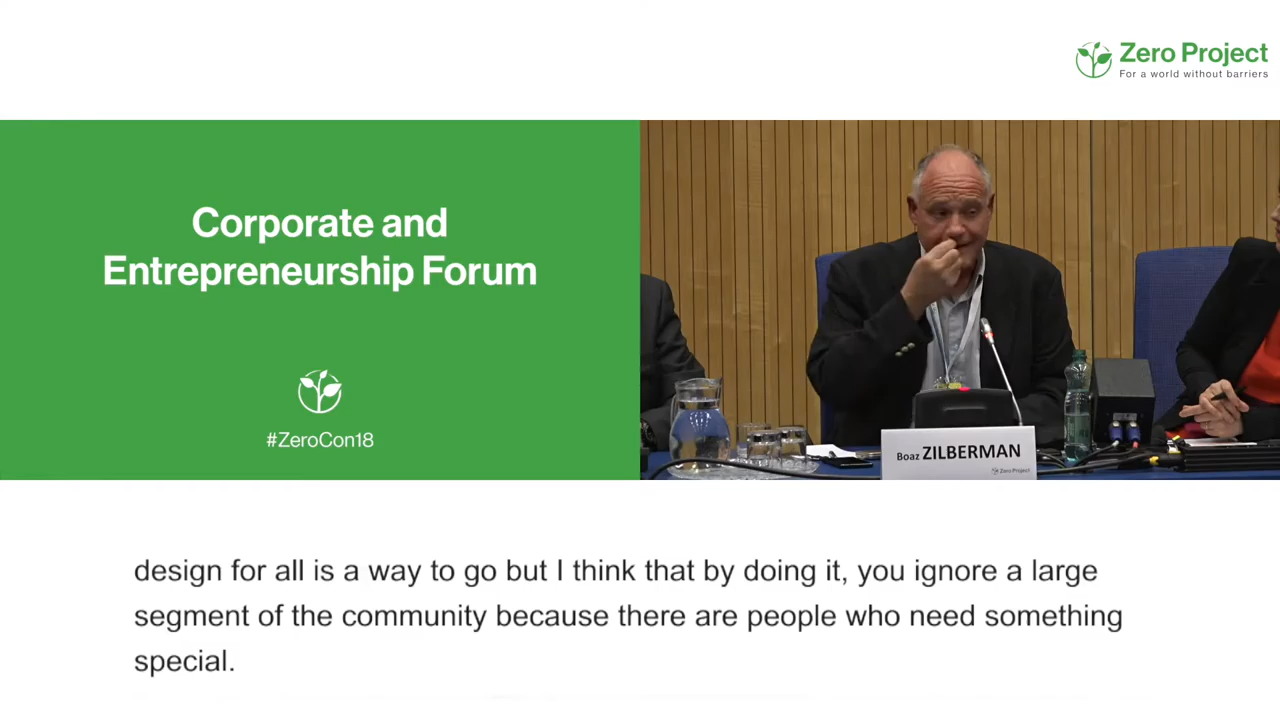 Zero Project
For a world without barriers
Corporate and
Entrepreneurship Forum
#ZeroCon18
Boaz ZILBERMAN
Zero Project
design for all is a way to go but I think that by doing it, you ignore a large
segment of the community because there are people who need something
special.